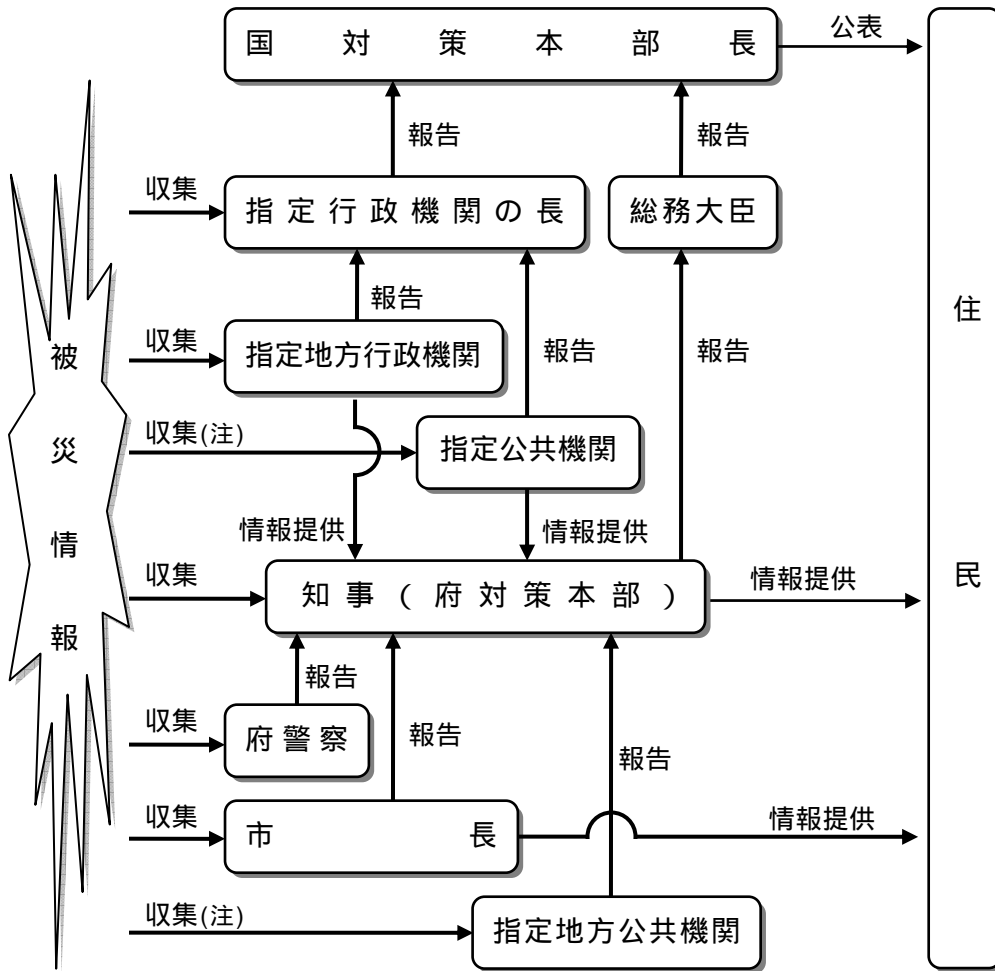 国対策本部長
公表
報告
報告
収集
指定行政機関の長
総務大臣
報告
収集
指定地方行政機関
報告
報告
収集(注)
指定公共機関
情報提供
情報提供
収集
知事(府対策本部)
情報提供
報告
収集
府警察
報告
報告
収集
市長
情報提供
収集(注)
指定地方公共機関
被災情報
住民